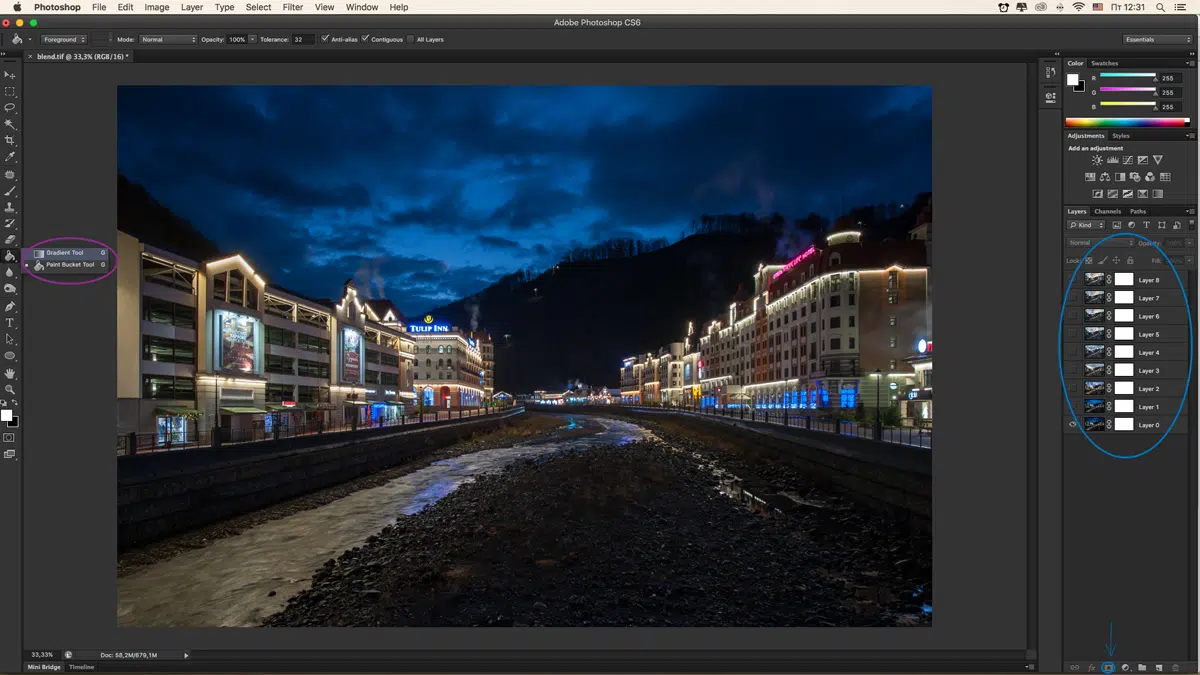 Photoshop File Edit Image Layer Type Select Filter View Window Help Пт 12:31
Adobe Photoshop CS6
Foreground Mode: Normal Opacity: 100% Tolerance: 32 Anti-alias Contiguous All Layers Essentials
× blend.tif @ 33,3% (RGB/16) *
Color Swatches
R 255
G 255
B 255
Adjustments Styles
Add an adjustment
Layers Channels Paths
Kind
Normal Opacity:
Lock: Fill:
Gradient Tool G
Paint Bucket Tool G
TULIP INN
Layer 8
Layer 7
Layer 6
Layer 5
Layer 4
Layer 3
Layer 2
Layer 1
Layer 0
33,33% Doc: 58,2M/679,1M
fx
Mini Bridge Timeline